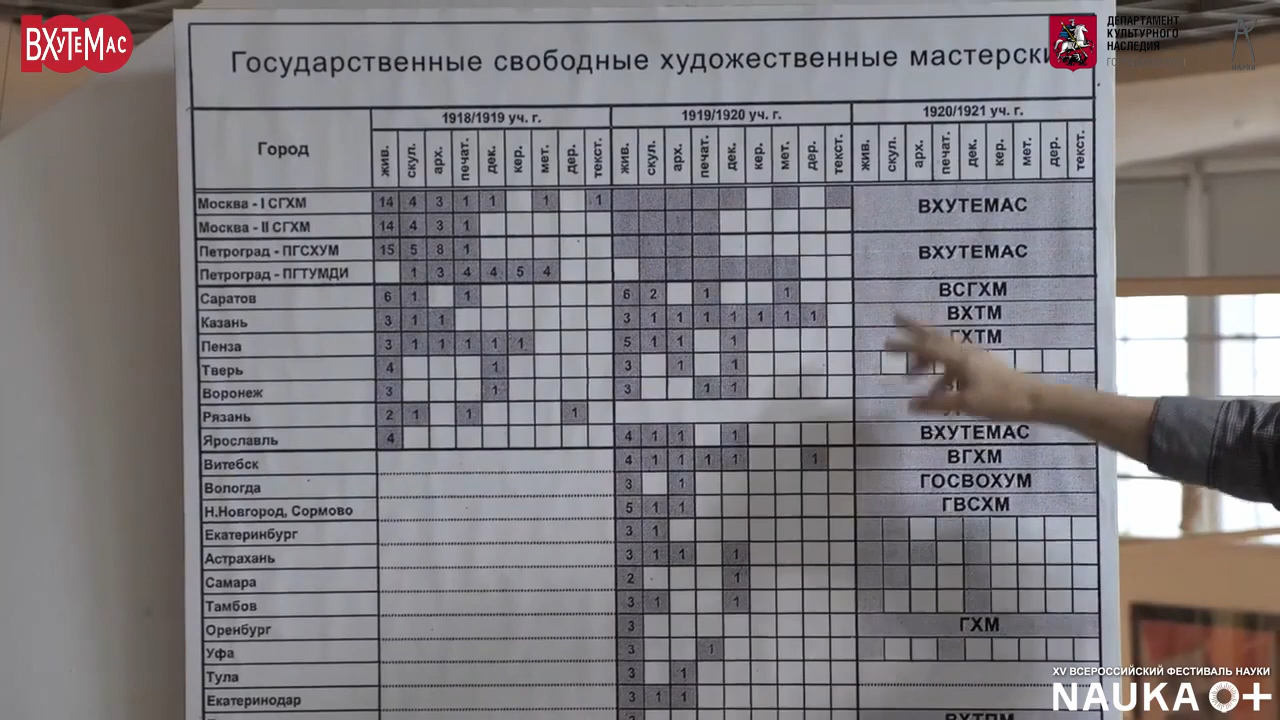 ВХУТЕМАС
100
ДЕПАРТАМЕНТ
КУЛЬТУРНОГО
НАСЛЕДИЯ
Государственные свободные художественные
Город 1918/1919 уч. г. 1919/1920 уч. г. 1920/1921 уч. г.
жив. скул. арх. печат. дек. кер. мет. дер. текст. жив. скул. арх. печат. дек. кер. мет. дер. текст. жив. скул. арх. печат. дек. кер. мет. дер. текст.
Москва - I СГХМ 14 4 3 1 1 1 1 ВХУТЕМАС
Москва - II СГХМ 14 4 3 1
Петроград - ПГСХУМ 15 5 8 1 ВХУТЕМАС
Петроград - ПГТУМДИ 1 3 4 4 5 4
Саратов 6 1 1 6 2 1 1 ВСГХМ
Казань 3 1 1 3 1 1 1 1 1 1 1 ВХТМ
Пенза 3 1 1 1 1 1 5 1 1 1 ГХТМ
Тверь 4 1 3 1 1
Воронеж 3 1 3 1 1
Рязань 2 1 1 1
Ярославль 4 4 1 1 1 ВХУТЕМАС
Витебск 4 1 1 1 1 1 ВГХМ
Вологда 3 1 ГОСВОХУМ
Н.Новгород, Сормово 5 1 1 ГВСХМ
Екатеринбург 3 1
Астрахань 3 1 1 1
Самара 2 1
Тамбов 3 1 1
Оренбург 3 ГХМ
Уфа 3 1
Тула 3 1
Екатеринодар 3 1 1
XV ВСЕРОССИЙСКИЙ ФЕСТИВАЛЬ НАУКИ
NAUKA 0+